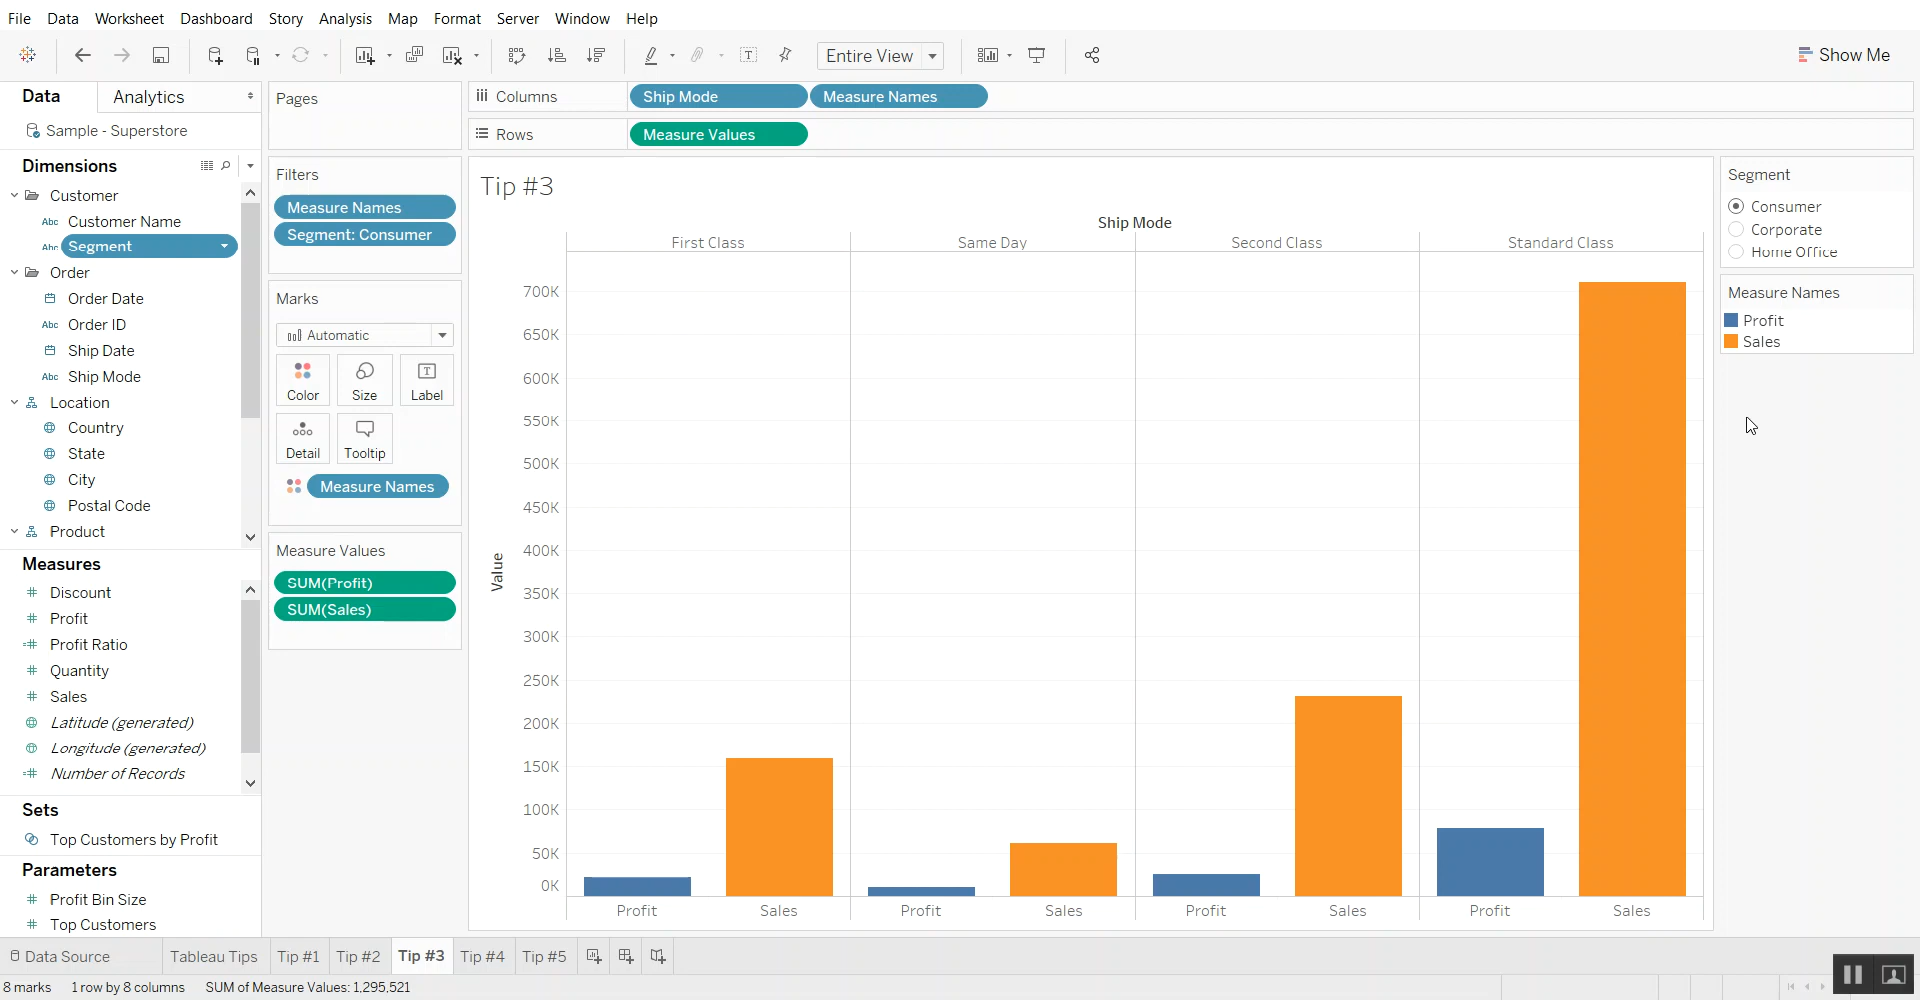 File Data Worksheet Dashboard Story Analysis Map Format Server Window Help
Entire View
Show Me
Data Analytics
Sample - Superstore
Dimensions
Customer
Abc Customer Name
Abc Segment
Order
Order Date
Abc Order ID
Ship Date
Abc Ship Mode
Location
Country
State
City
Postal Code
Product
Measures
# Discount
# Profit
=# Profit Ratio
# Quantity
# Sales
Latitude (generated)
Longitude (generated)
=# Number of Records
Sets
Top Customers by Profit
Parameters
# Profit Bin Size
# Top Customers
Pages
Filters
Measure Names
Segment: Consumer
Marks
Automatic
Color Size Label
Detail Tooltip
Measure Names
Measure Values
SUM(Profit)
SUM(Sales)
Columns Ship Mode Measure Names
Rows Measure Values
Tip #3
Ship Mode
First Class Same Day Second Class Standard Class
Value
700K
650K
600K
550K
500K
450K
400K
350K
300K
250K
200K
150K
100K
50K
0K
Profit Sales Profit Sales Profit Sales Profit Sales
Segment
Consumer
Corporate
Home Office
Measure Names
Profit
Sales
Data Source Tableau Tips Tip #1 Tip #2 Tip #3 Tip #4 Tip #5
8 marks 1 row by 8 columns SUM of Measure Values: 1,295,521